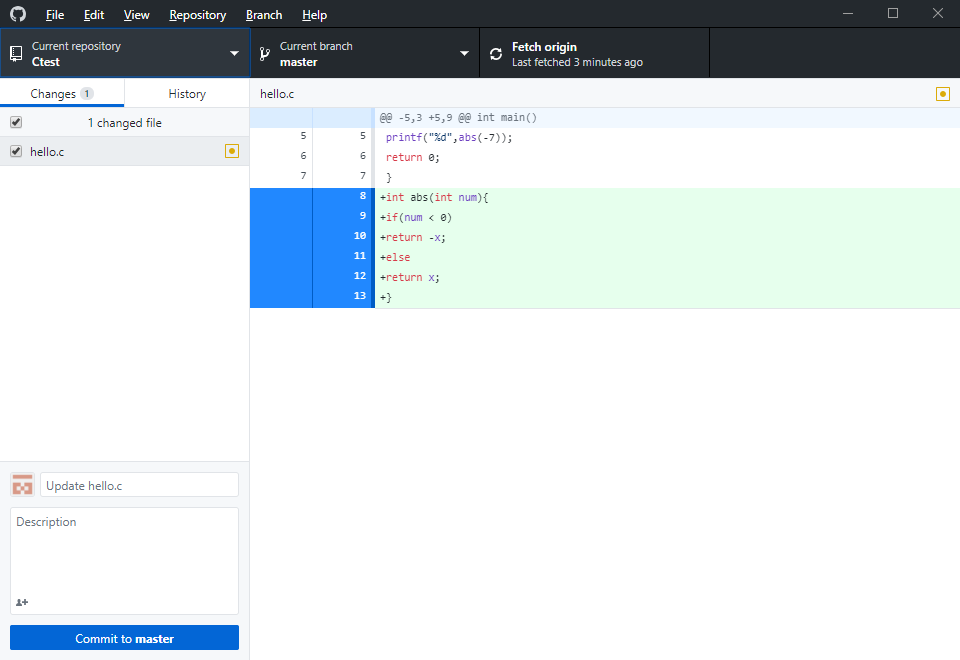 File Edit View Repository Branch Help
Current repository
Ctest
Current branch
master
Fetch origin
Last fetched 3 minutes ago
Changes 1
History
1 changed file
hello.c
Update hello.c
Description
Commit to master
hello.c
@@ -5,3 +5,9 @@ int main()
5 5 printf("%d",abs(-7));
6 6 return 0;
7 7 }
8 +int abs(int num){
9 +if(num < 0)
10 +return -x;
11 +else
12 +return x;
13 +}